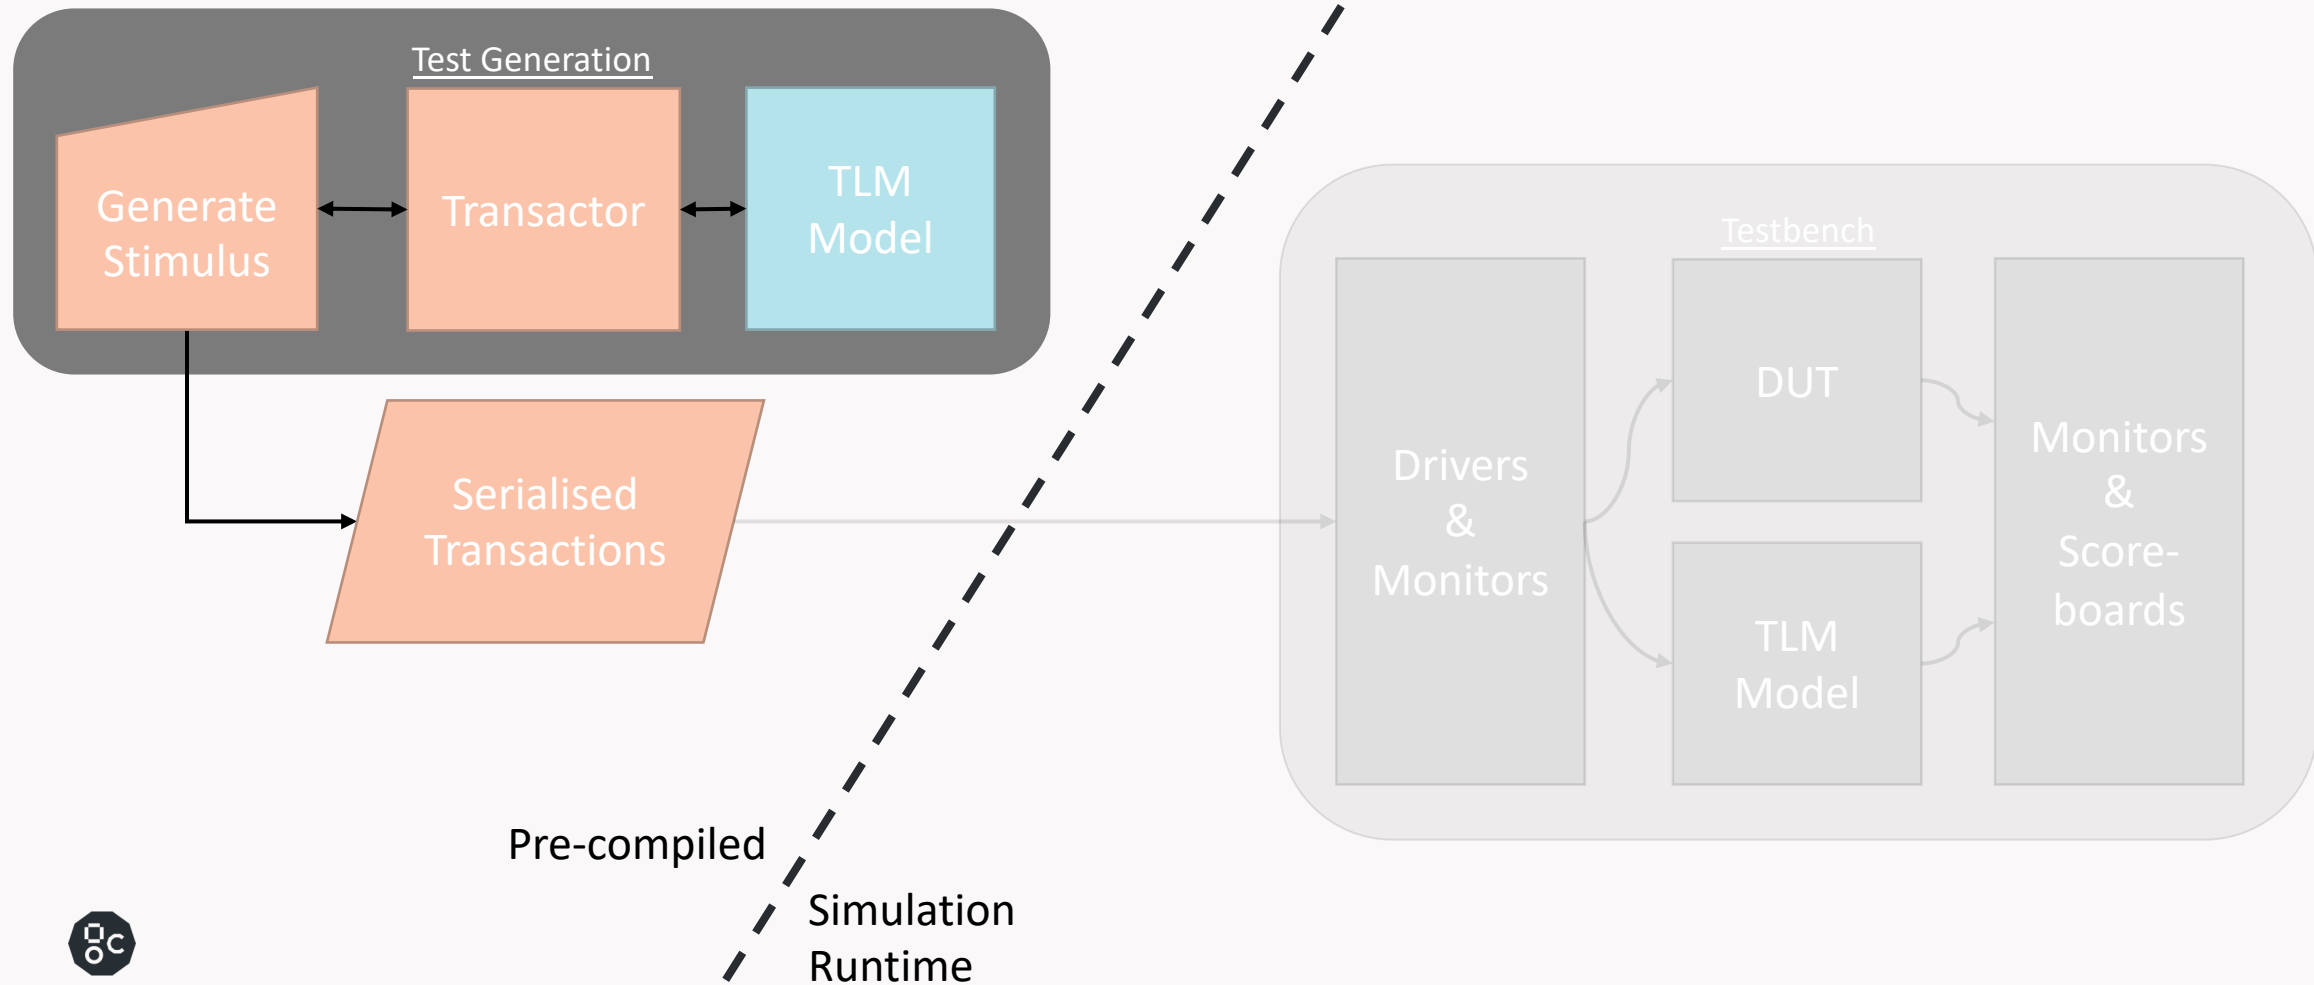 Test Generation
Generate
Stimulus
Transactor
TLM
Model
Serialised
Transactions
Testbench
Drivers
&
Monitors
DUT
TLM
Model
Monitors
&
Score-
boards
Pre-compiled
Simulation
Runtime
gc